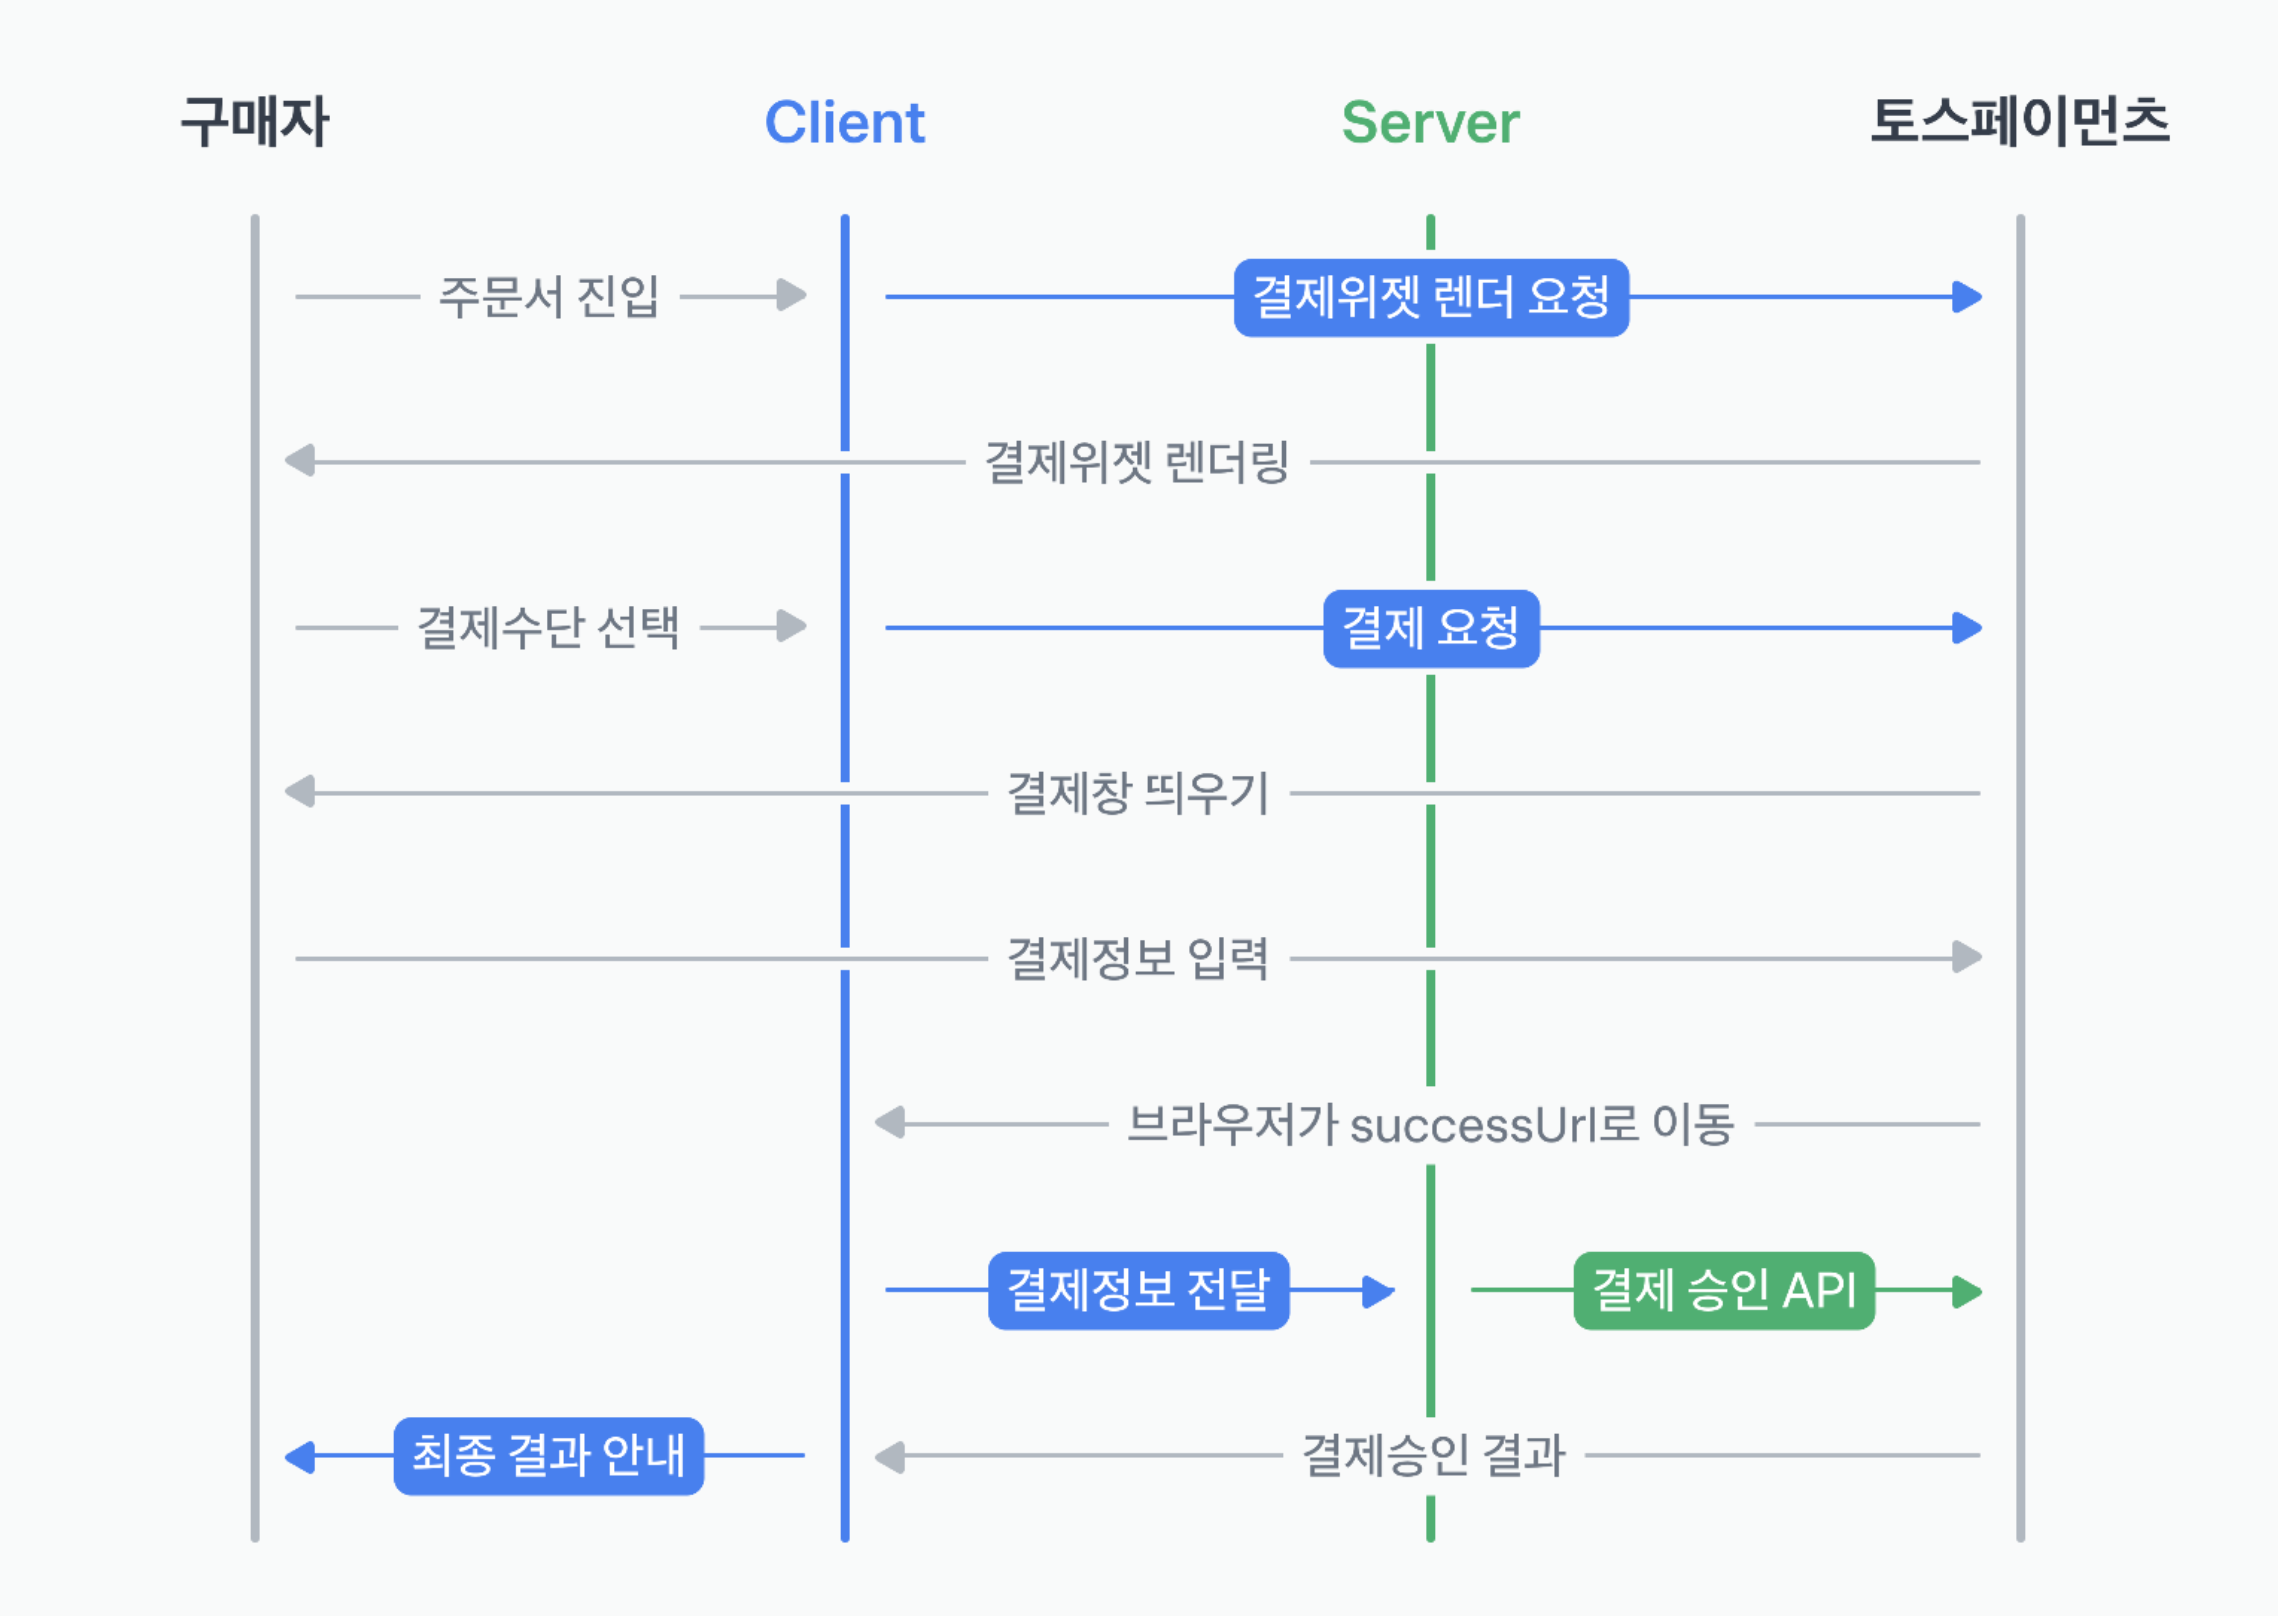 구매자
Client
Server
토스페이먼츠
주문서 진입
결제위젯 렌더 요청
결제위젯 렌더링
결제수단 선택
결제 요청
결제창 띄우기
결제정보 입력
브라우저가 successUrl로 이동
결제정보 전달
결제 승인 API
최종 결과 안내
결제승인 결과